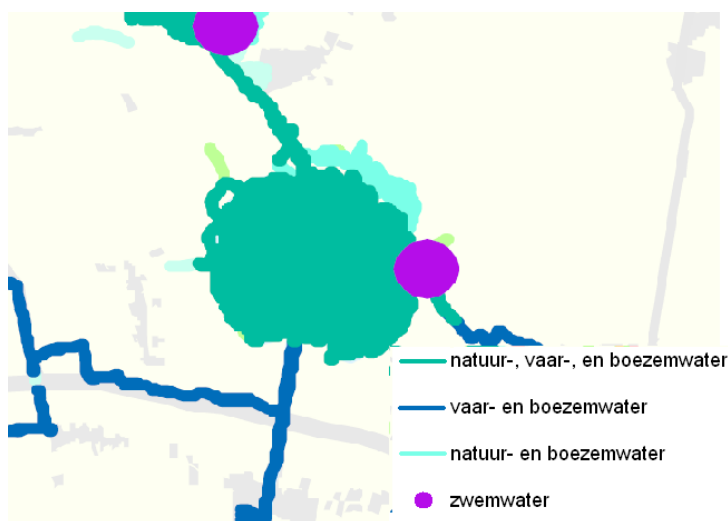 natuur-, vaar-, en boezemwater
vaar- en boezemwater
natuur- en boezemwater
zwemwater